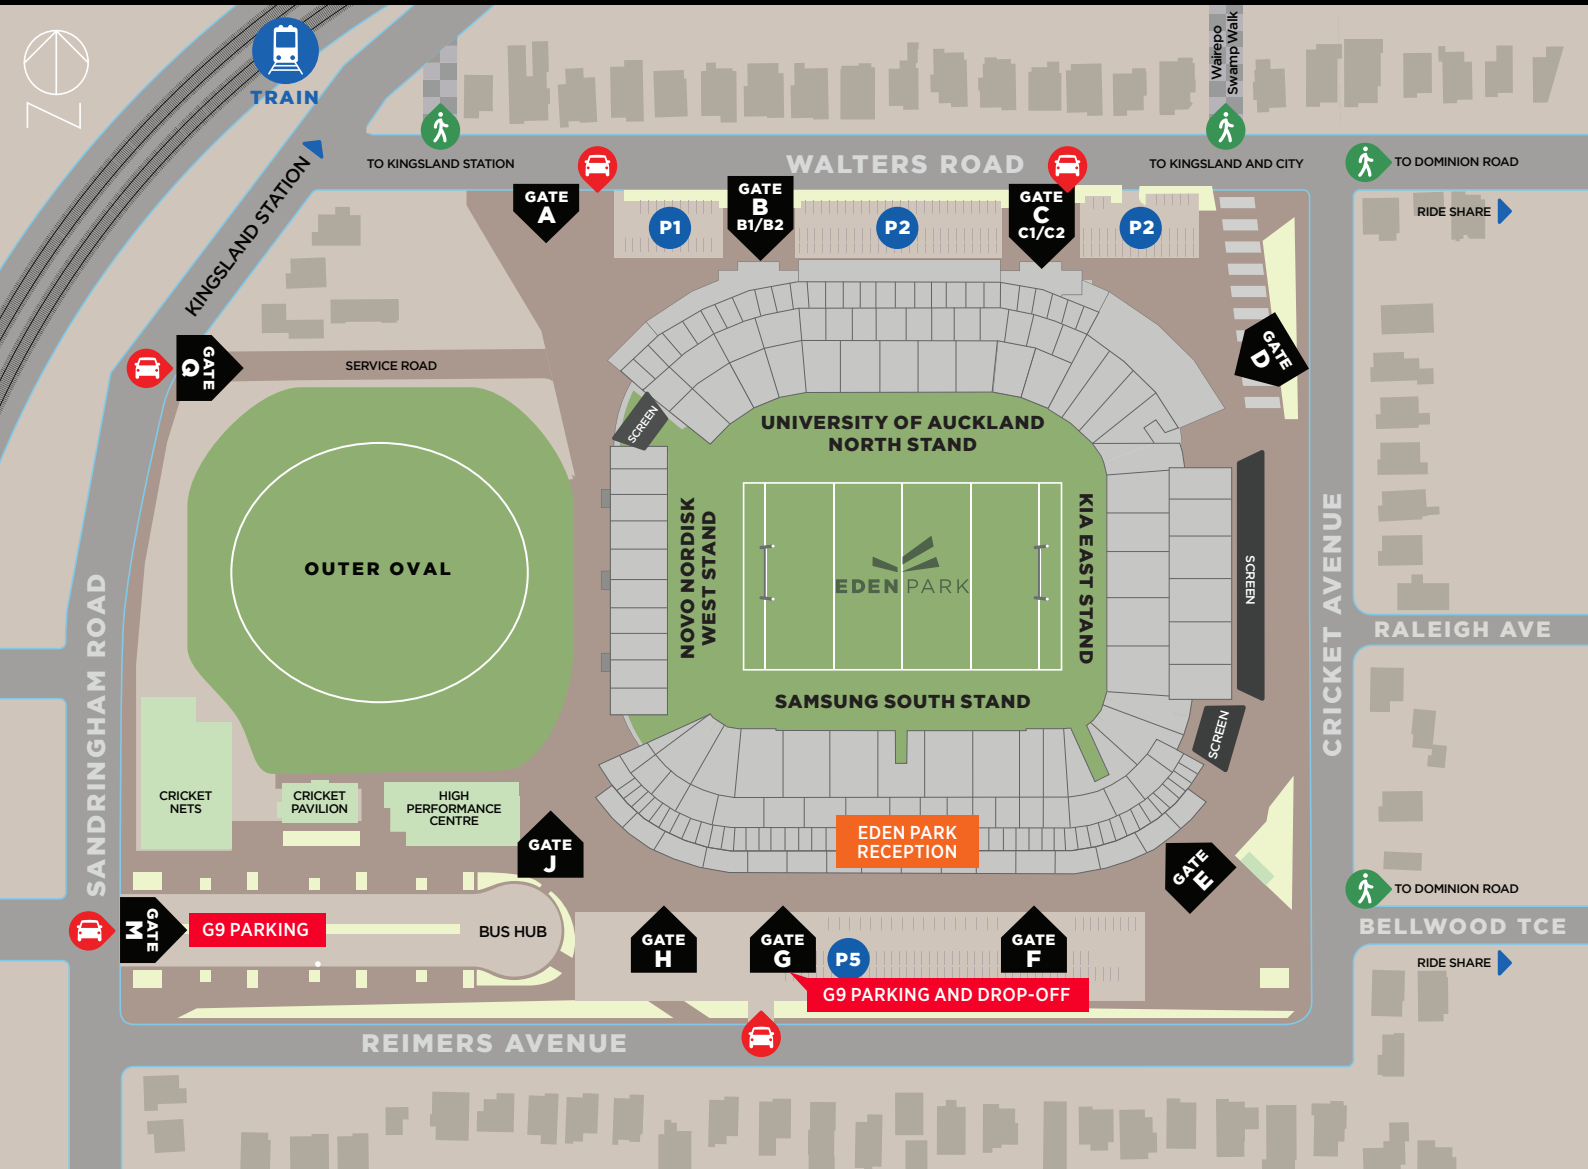 Wairepo
Swamp Walk
TRAIN
TO KINGSLAND STATION
WALTERS ROAD
TO KINGSLAND AND CITY
TO DOMINION ROAD
KINGSLAND STATION
GATE
A
GATE
B
B1/B2
GATE
C
C1/C2
P1
P2
P2
RIDE SHARE
GATE
Q
SERVICE ROAD
GATE
D
SCREEN
UNIVERSITY OF AUCKLAND
NORTH STAND
NOVO NORDISK
WEST STAND
KIA EAST STAND
EDEN PARK
OUTER OVAL
SCREEN
CRICKET AVENUE
RALEIGH AVE
SANDRINGHAM ROAD
SAMSUNG SOUTH STAND
SCREEN
CRICKET
NETS
CRICKET
PAVILION
HIGH
PERFORMANCE
CENTRE
GATE
J
EDEN PARK
RECEPTION
GATE
E
TO DOMINION ROAD
GATE
M
G9 PARKING
BUS HUB
GATE
H
GATE
G
P5
GATE
F
BELLWOOD TCE
RIDE SHARE
G9 PARKING AND DROP-OFF
REIMERS AVENUE
N